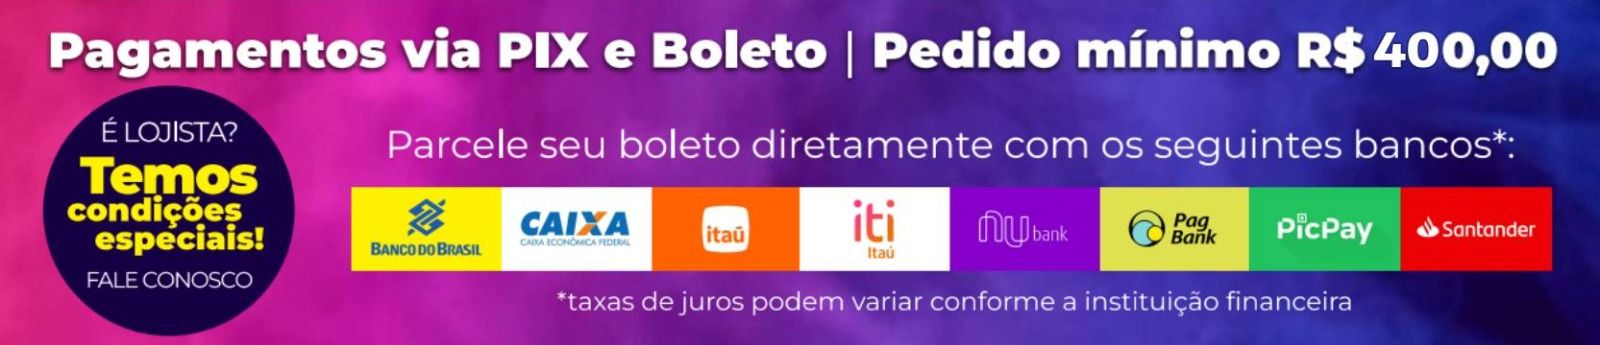 Pagamentos via PIX e Boleto | Pedido mínimo R$ 400,00
É LOJISTA?
Temos
condições
especiais!
FALE CONOSCO
Parcele seu boleto diretamente com os seguintes bancos*:
BANCO DO BRASIL
CAIXA
CAIXA ECONÔMICA FEDERAL
itaú
iti
Itaú
nu bank
Pag
Bank
PicPay
Santander
*taxas de juros podem variar conforme a instituição financeira